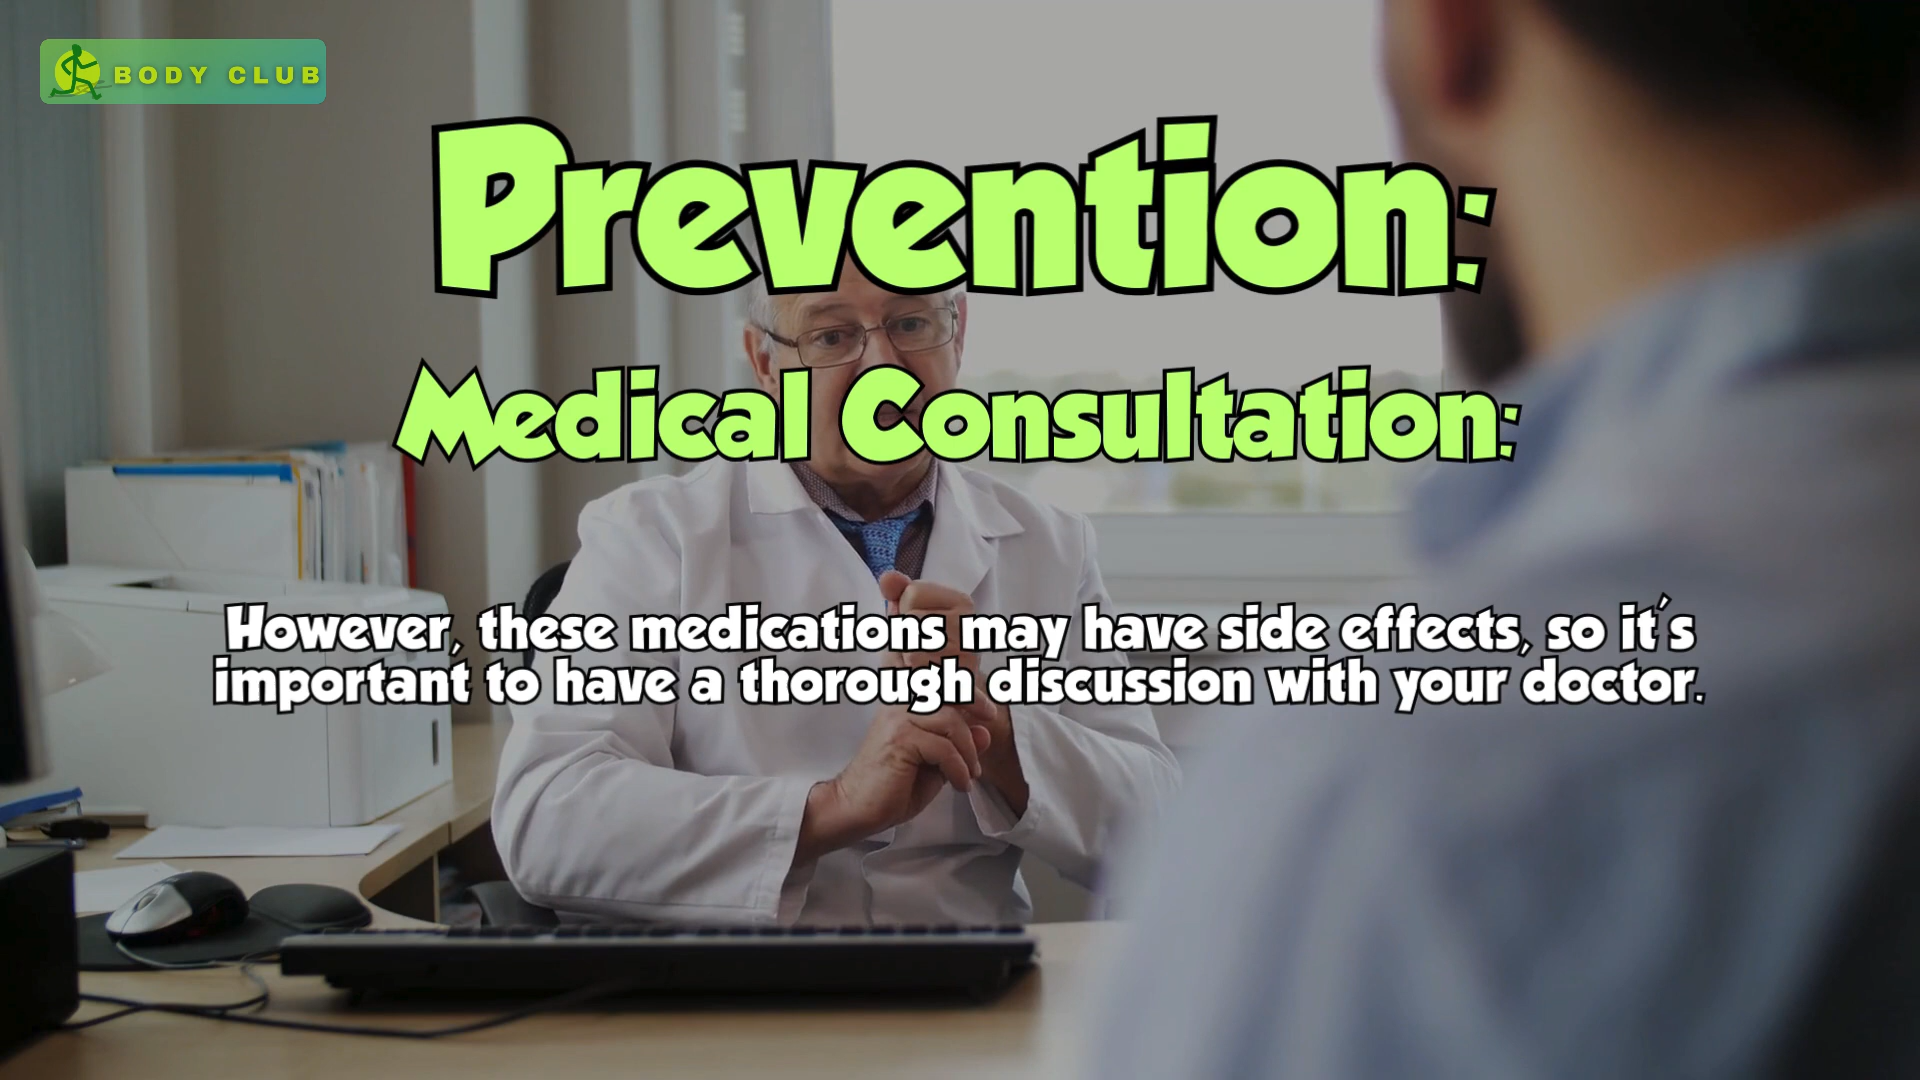 BODY CLUB
Prevention:
Medical Consultation:
However, these medications may have side effects, so it's
important to have a thorough discussion with your doctor.